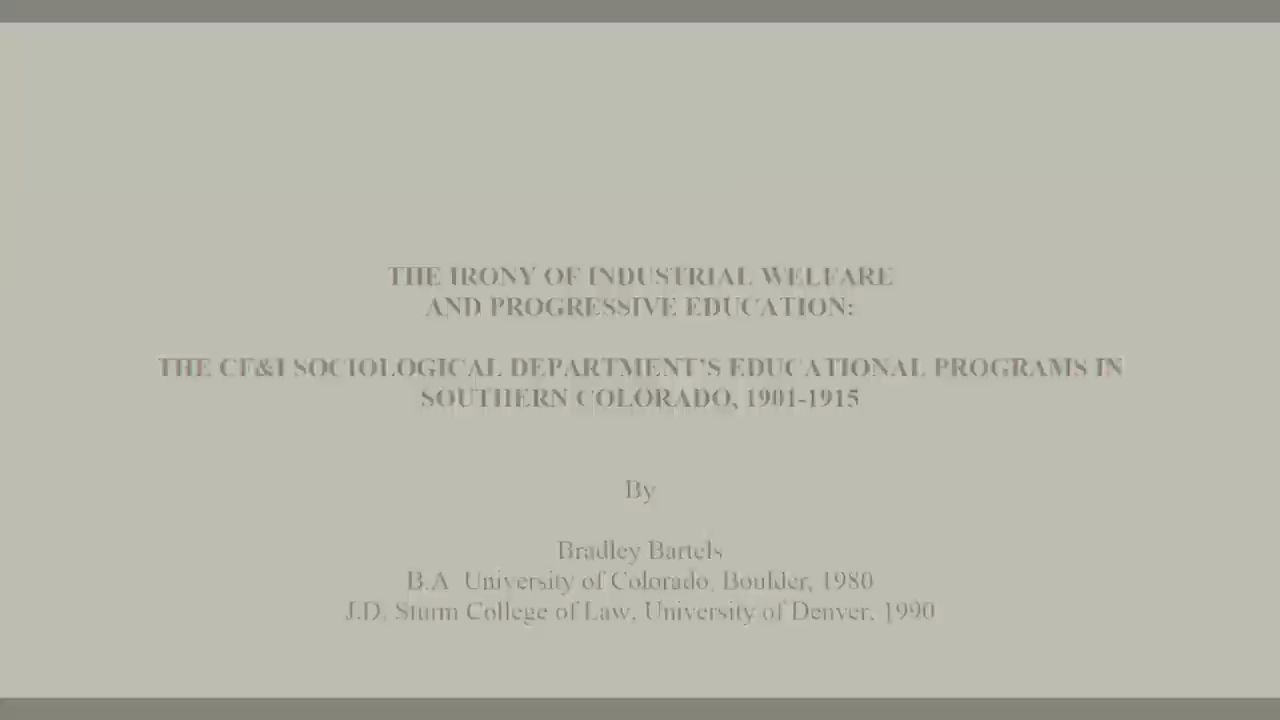 THE IRONY OF INDUSTRIAL WELFARE
AND PROGRESSIVE EDUCATION:
THE CF&I SOCIOLOGICAL DEPARTMENT'S EDUCATIONAL PROGRAMS IN
SOUTHERN COLORADO, 1901-1915
By
Bradley Bartels
B.A. University of Colorado, Boulder, 1980
J.D. Sturm College of Law, University of Denver, 1990